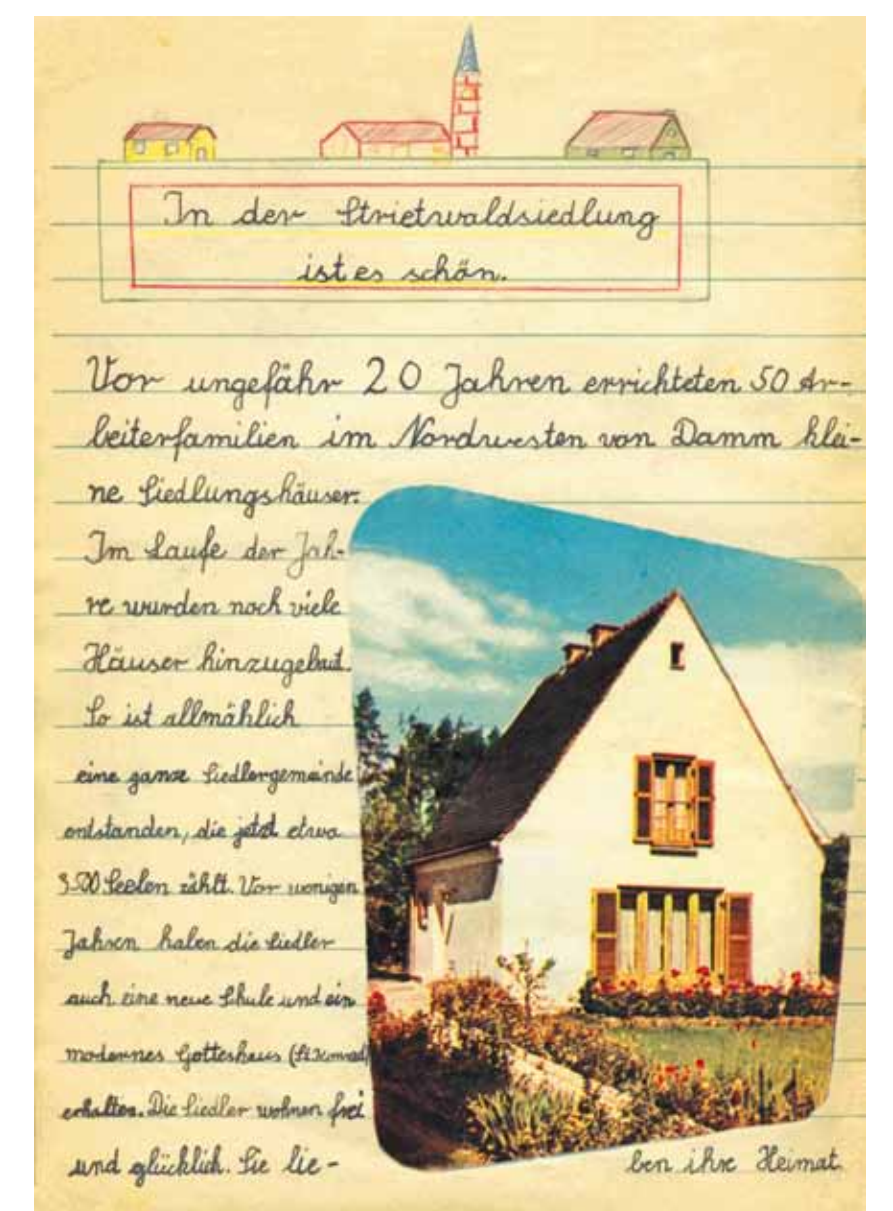 In der Strietwaldsiedlung
ist es schön.
Vor ungefähr 20 Jahren errichteten 50 Ar-
beiterfamilien im Nordwesten von Damm klei-
ne Siedlungshäuser.
Im Laufe der Jah-
re wurden noch viele
Häuser hinzugebaut.
So ist allmählich
eine ganze Siedlergemeinde
entstanden, die jetzt etwa
Seelen zählt. Vor wenigen
Jahren haben die Siedler
auch eine neue Schule und ein
modernes Gotteshaus (St. Konrad)
erhalten. Die Siedler wohnen frei
und glücklich. Sie lie- ben ihre Heimat.